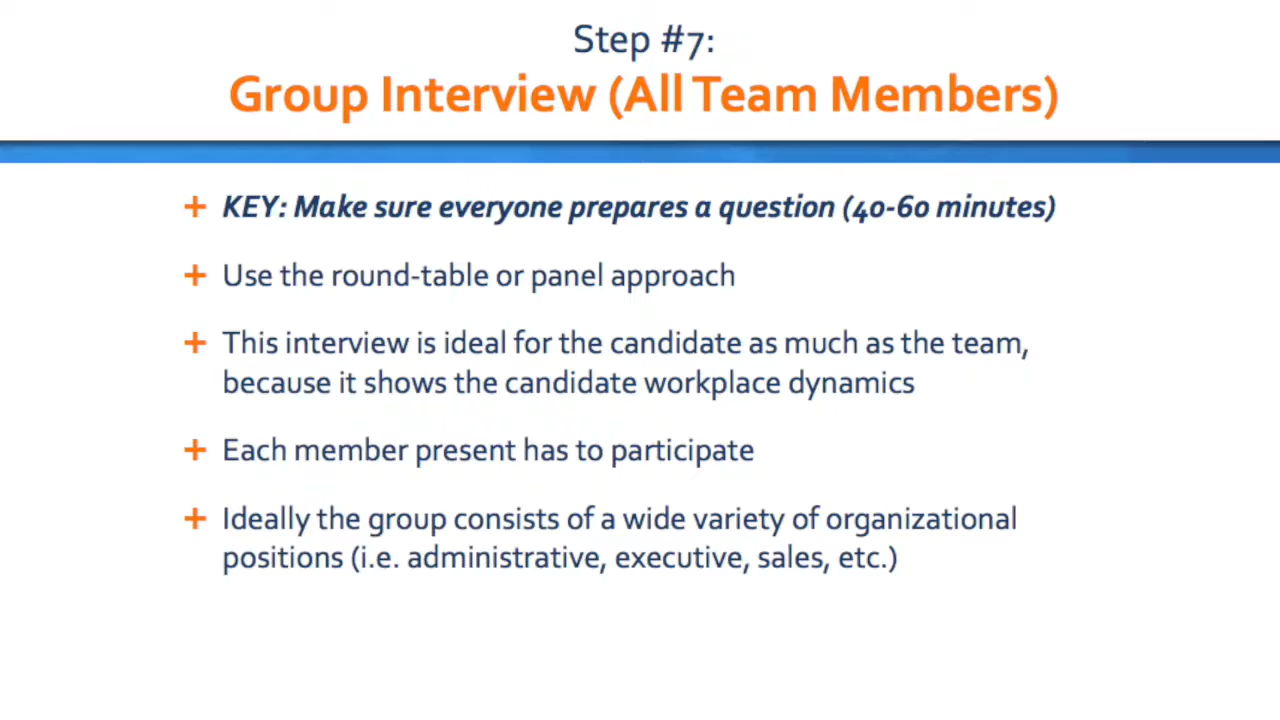 Step #7:
Group Interview (All Team Members)
+ KEY: Make sure everyone prepares a question (40-60 minutes)
+ Use the round-table or panel approach
+ This interview is ideal for the candidate as much as the team,
because it shows the candidate workplace dynamics
+ Each member present has to participate
+ Ideally the group consists of a wide variety of organizational
positions (i.e. administrative, executive, sales, etc.)